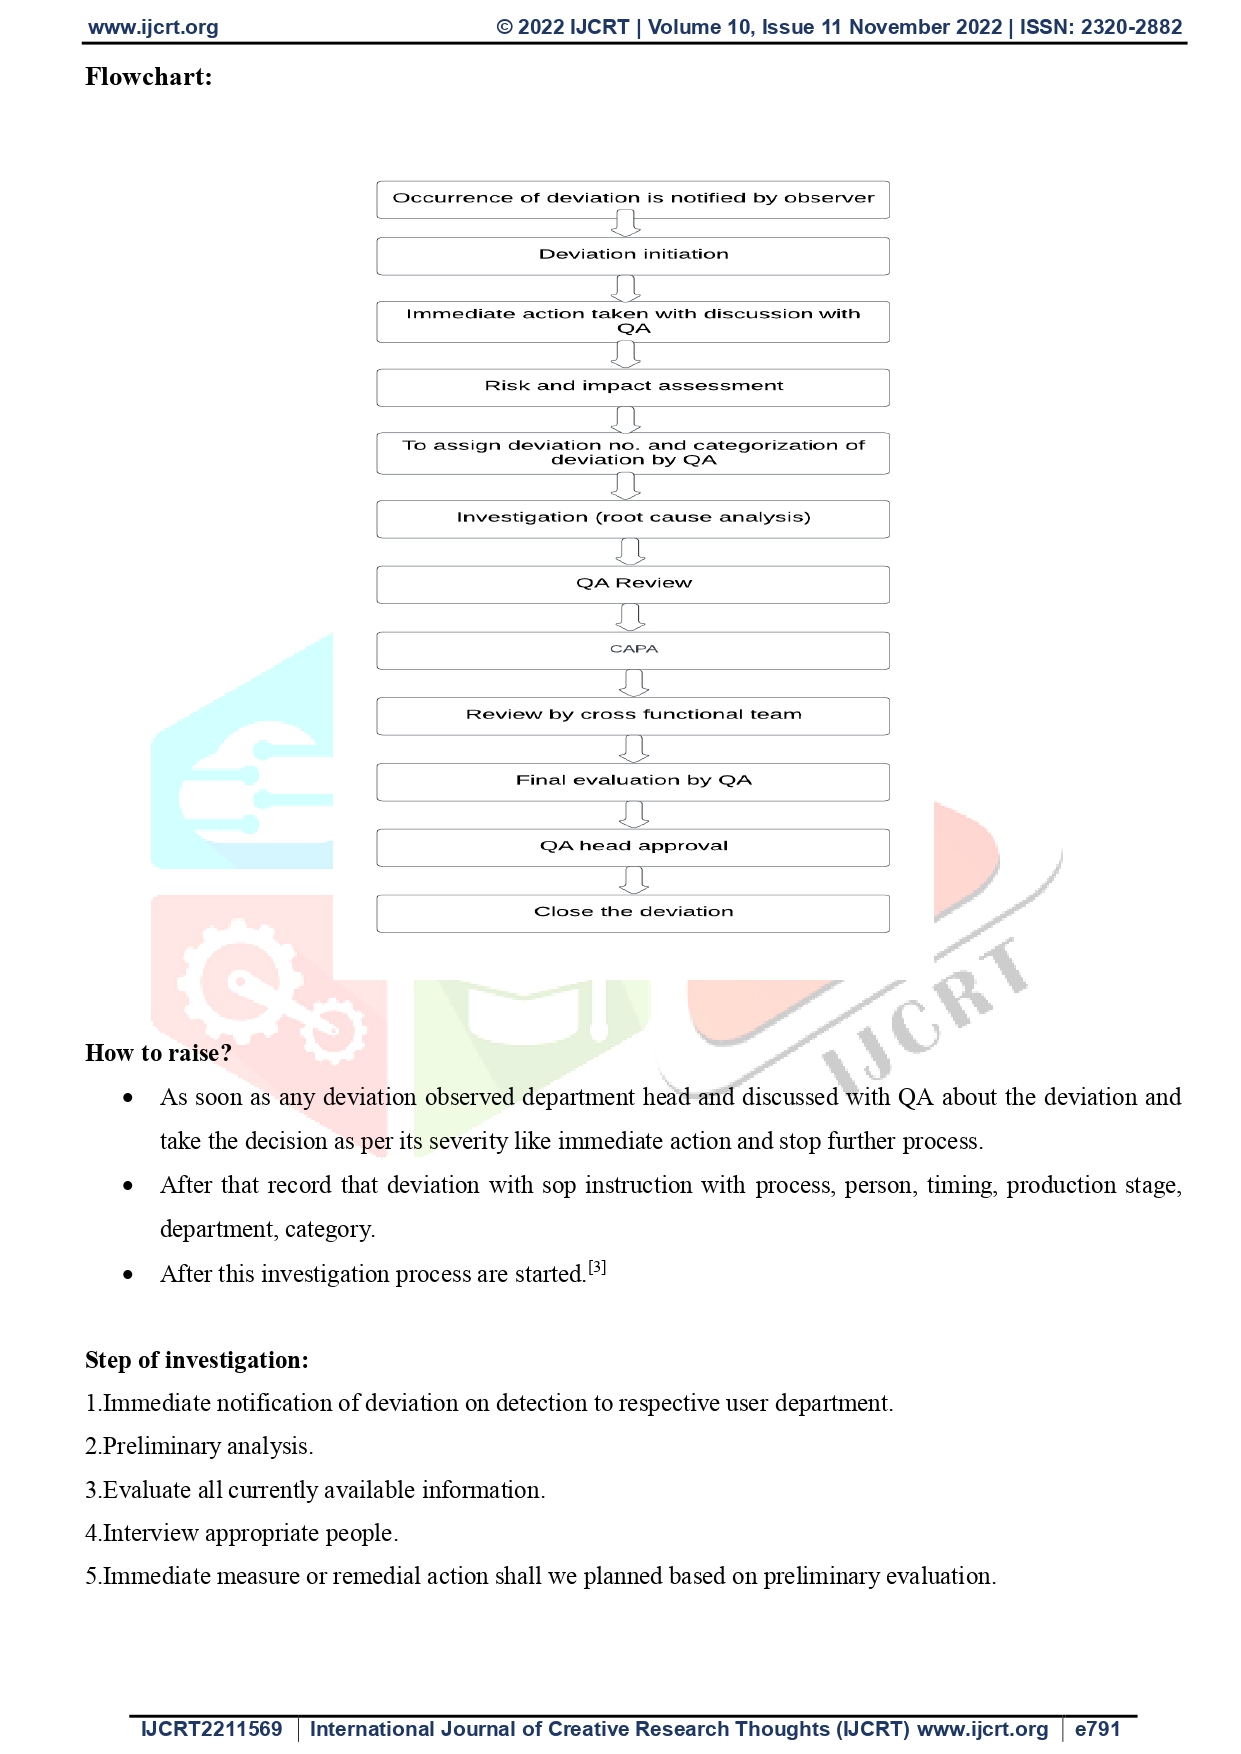 www.ijcrt.org © 2022 IJCRT | Volume 10, Issue 11 November 2022 | ISSN: 2320-2882
Flowchart:
Occurrence of deviation is notified by observer
Deviation initiation
Immediate action taken with discussion with
QA
Risk and impact assessment
To assign deviation no. and categorization of
deviation by QA
Investigation (root cause analysis)
QA Review
CAPA
Review by cross functional team
Final evaluation by QA
QA head approval
Close the deviation
IJCRT
How to raise?
• As soon as any deviation observed department head and discussed with QA about the deviation and
take the decision as per its severity like immediate action and stop further process.
• After that record that deviation with sop instruction with process, person, timing, production stage,
department, category.
• After this investigation process are started.[3]
Step of investigation:
1.Immediate notification of deviation on detection to respective user department.
2.Preliminary analysis.
3.Evaluate all currently available information.
4.Interview appropriate people.
5.Immediate measure or remedial action shall we planned based on preliminary evaluation.
IJCRT2211569 | International Journal of Creative Research Thoughts (IJCRT) www.ijcrt.org | e791